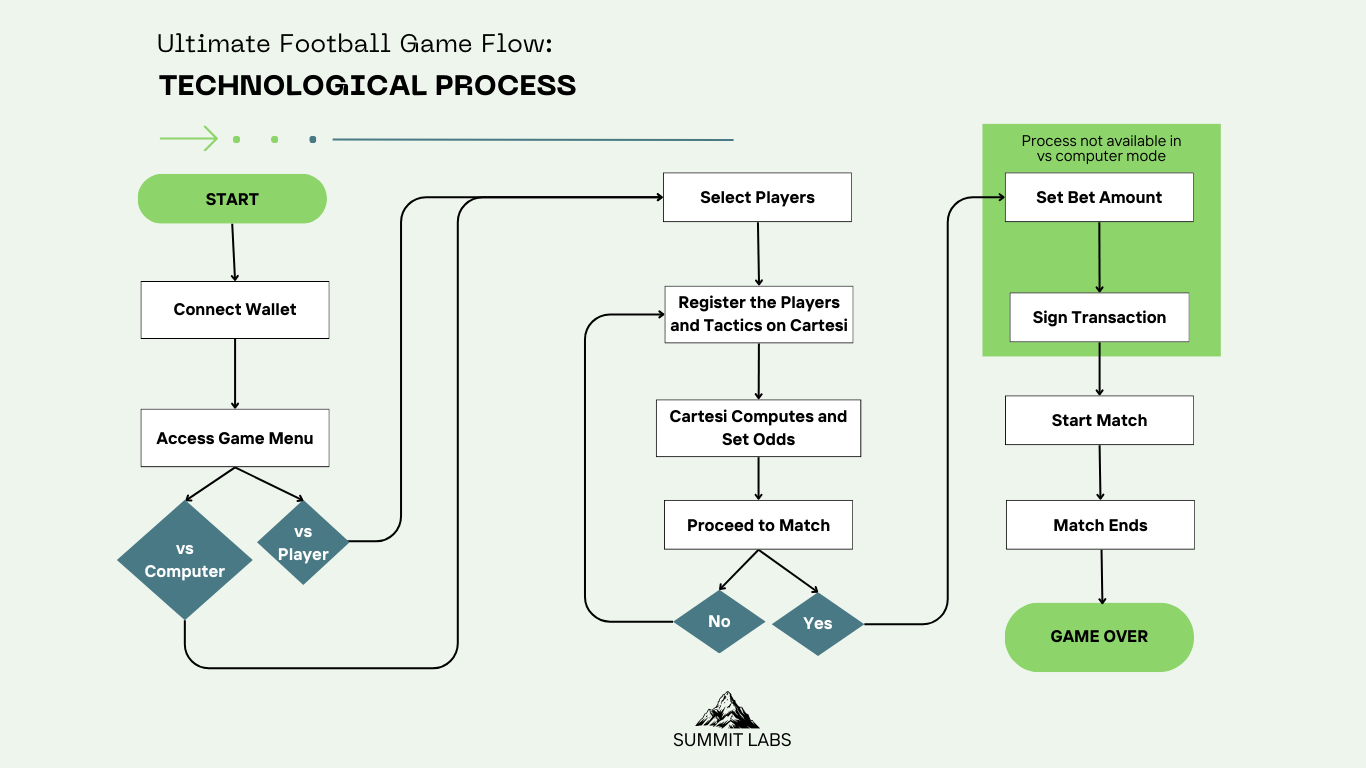 Ultimate Football Game Flow:
TECHNOLOGICAL PROCESS
START
Connect Wallet
Access Game Menu
vs
Computer
vs
Player
Select Players
Register the Players
and Tactics on Cartesi
Cartesi Computes and
Set Odds
Proceed to Match
No
Yes
Process not available in
vs computer mode
Set Bet Amount
Sign Transaction
Start Match
Match Ends
GAME OVER
SUMMIT LABS